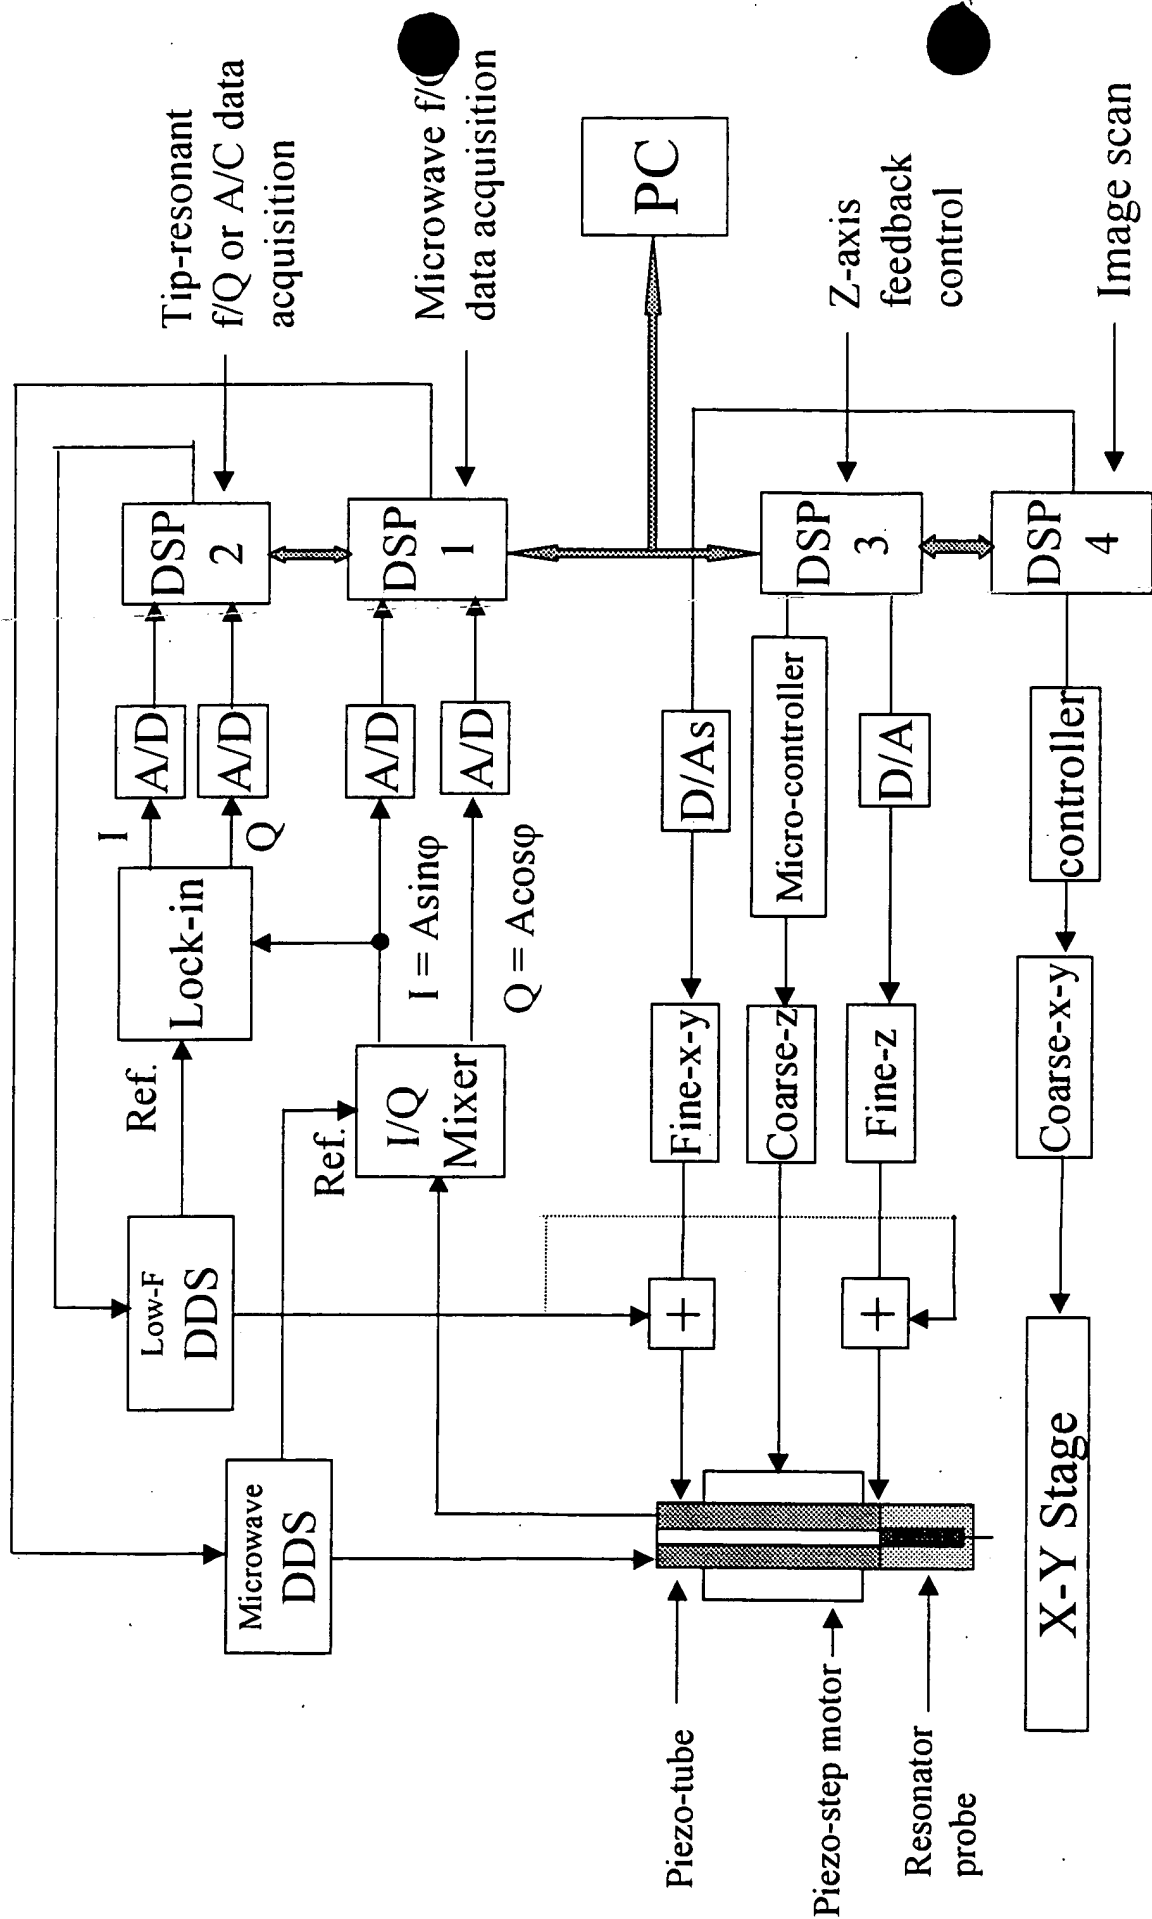 Tip-resonant
f/Q or A/C data
acquisition
Microwave
data acquisition
PC
Z-axis
feedback
control
Image scan
DSP
2
DSP
1
DSP
3
DSP
4
A/D
A/D
A/D
A/D
D/As
Micro-controller
D/A
controller
I
Q
I = Asinφ
Q = Acosφ
Lock-in
Ref.
Ref.
I/Q
Mixer
Fine-x-y
Coarse-z
Fine-z
Coarse-x-y
Low-F
DDS
Microwave
DDS
+
+
X-Y Stage
Piezo-tube
Piezo-step motor
Resonator
probe